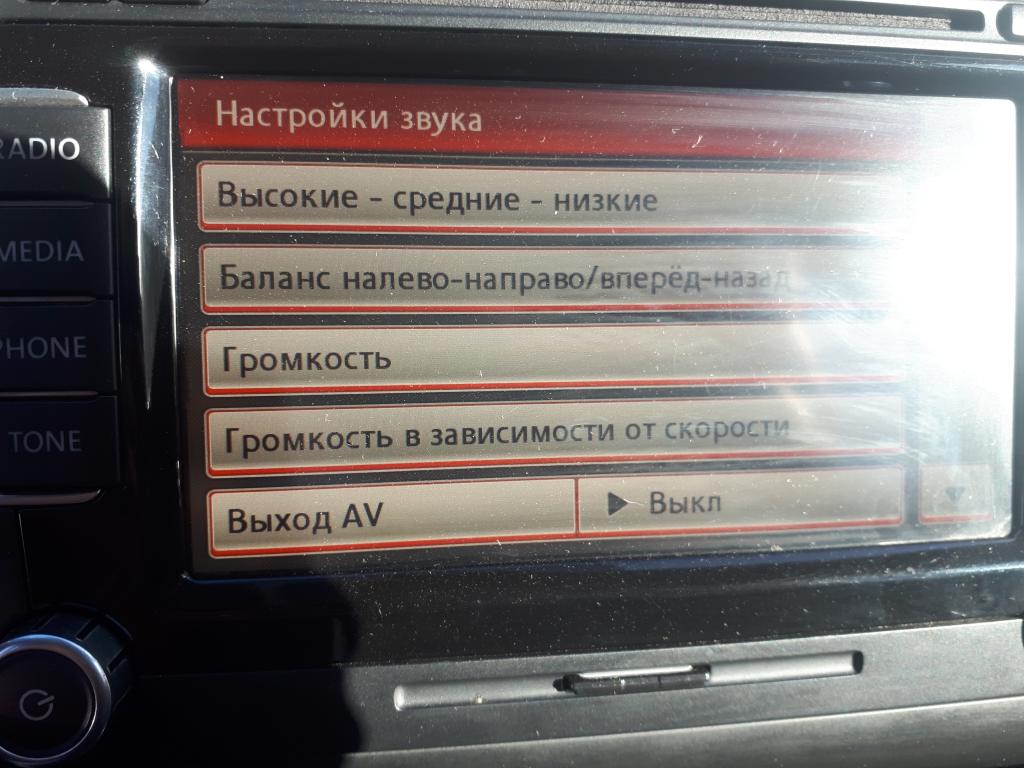 Настройки звука
RADIO
Высокие - средние - низкие
MEDIA
Баланс налево-направо/вперёд-назад
PHONE
Громкость
TONE
Громкость в зависимости от скорости
Выход AV
Выкл